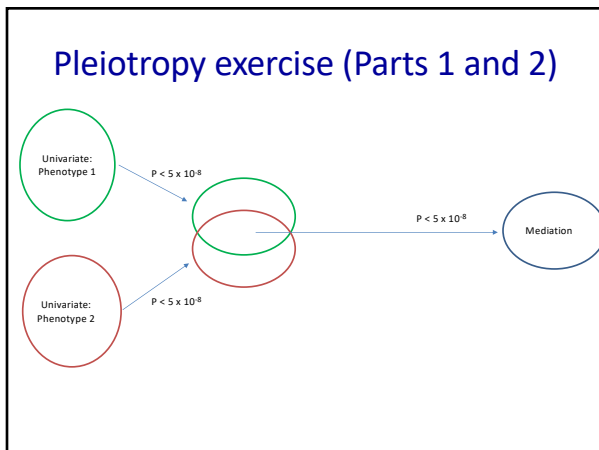 Pleiotropy exercise (Parts 1 and 2)
Univariate:
Phenotype 1
P < 5 x 10⁻⁸
P < 5 x 10⁻⁸
Mediation
Univariate:
Phenotype 2
P < 5 x 10⁻⁸